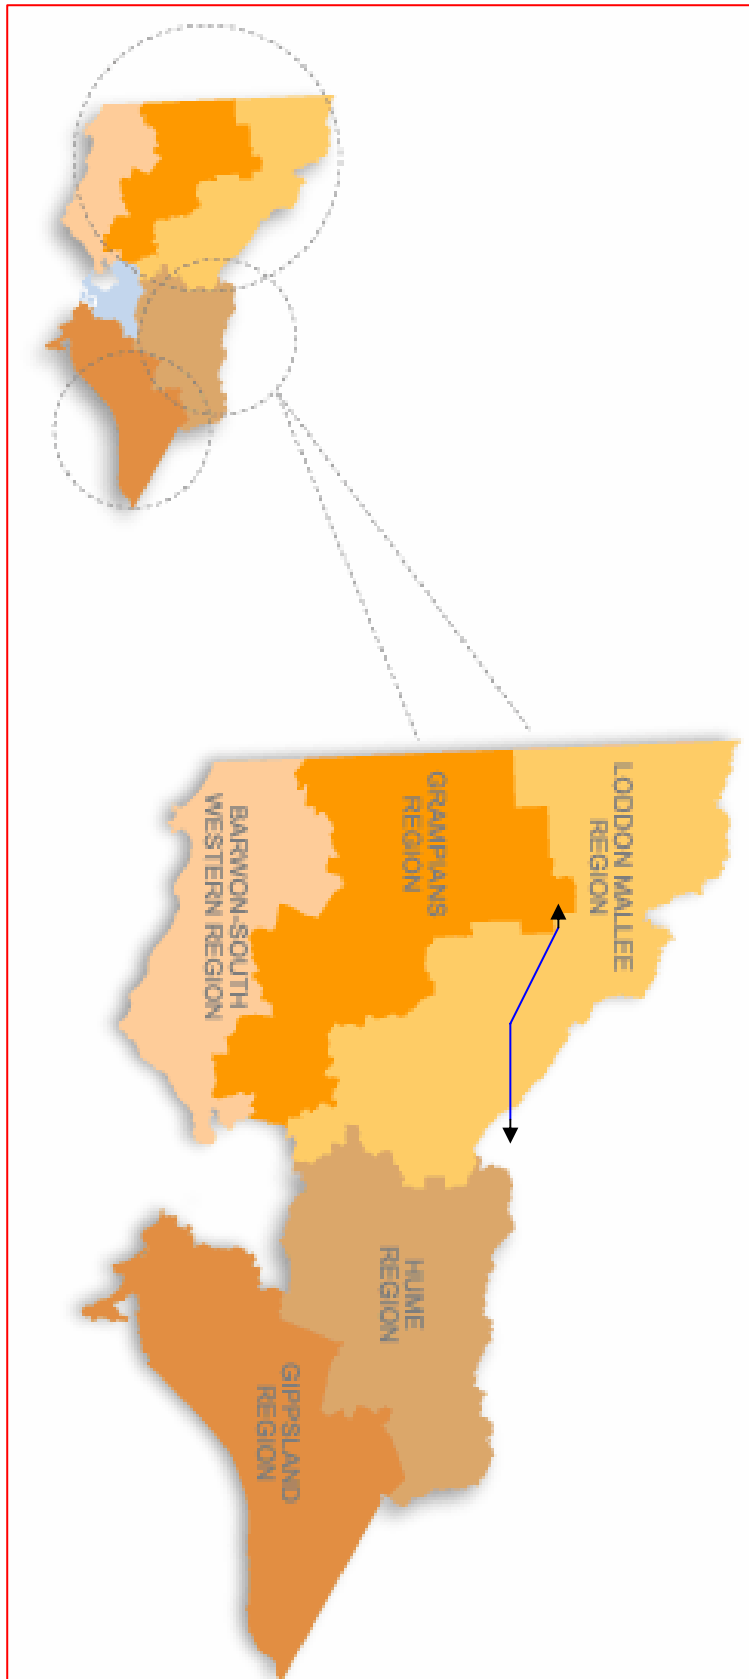 LODDON MALLEE
REGION
GRAMPIANS
REGION
BARWON-SOUTH
WESTERN REGION
HUME
REGION
GIPPSLAND
REGION